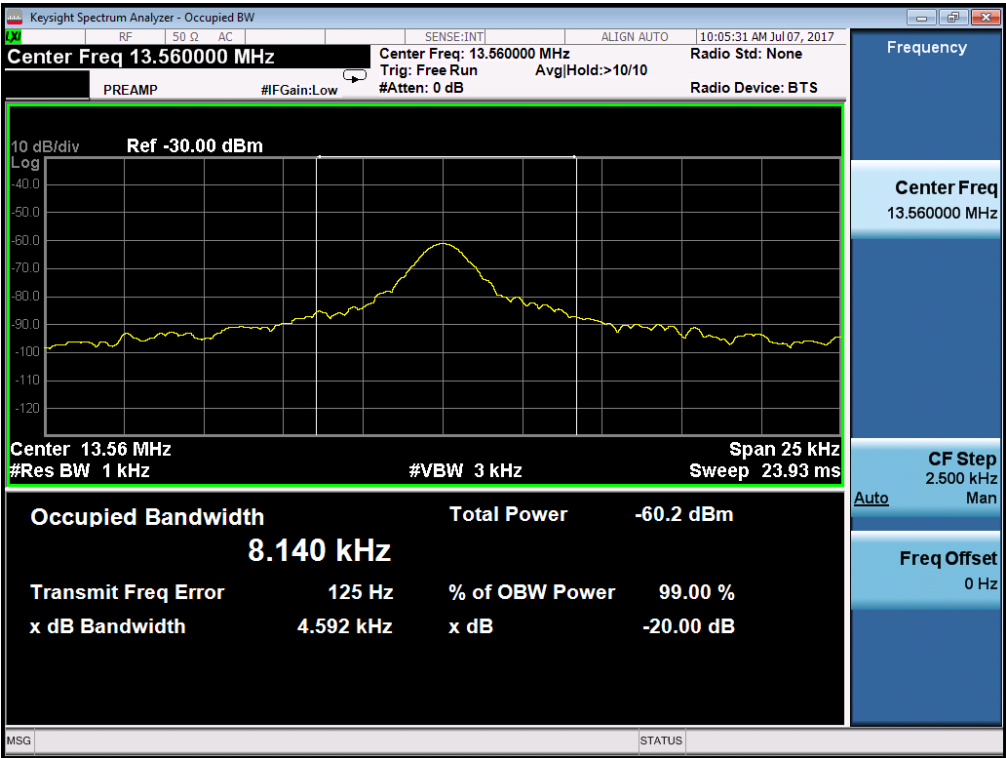 Keysight Spectrum Analyzer - Occupied BW
LXI RF 50 Ω AC SENSE:INT ALIGN AUTO 10:05:31 AM Jul 07, 2017
Center Freq 13.560000 MHz Center Freq: 13.560000 MHz Radio Std: None
Trig: Free Run Avg|Hold:>10/10
PREAMP #IFGain:Low #Atten: 0 dB Radio Device: BTS
10 dB/div Ref -30.00 dBm
Log
-40.0
-50.0
-60.0
-70.0
-80.0
-90.0
-100
-110
-120
Center 13.56 MHz Span 25 kHz
#Res BW 1 kHz #VBW 3 kHz Sweep 23.93 ms
Occupied Bandwidth Total Power -60.2 dBm
8.140 kHz
Transmit Freq Error 125 Hz % of OBW Power 99.00 %
x dB Bandwidth 4.592 kHz x dB -20.00 dB
MSG STATUS
Frequency
Center Freq
13.560000 MHz
CF Step
2.500 kHz
Auto Man
Freq Offset
0 Hz